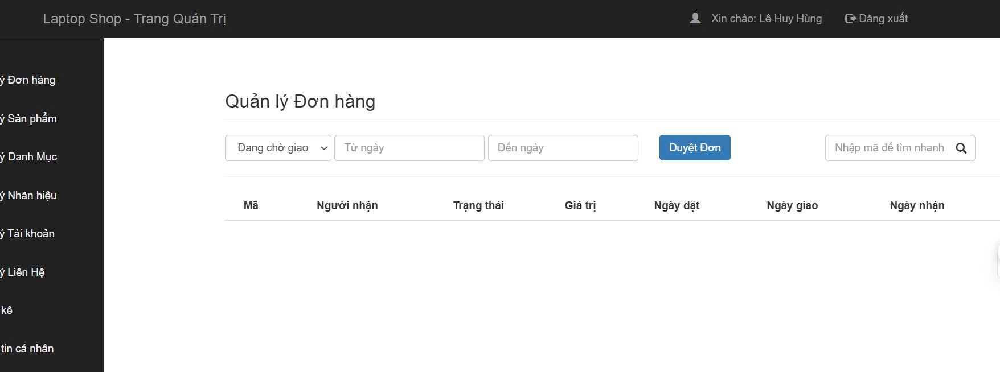 Laptop Shop - Trang Quản Trị
Xin chào: Lê Huy Hùng
Đăng xuất
ý Đơn hàng
ý Sản phẩm
ý Danh Mục
ý Nhãn hiệu
ý Tài khoản
ý Liên Hệ
kê
tin cá nhân
Quản lý Đơn hàng
Đang chờ giao
Từ ngày
Đến ngày
Duyệt Đơn
Nhập mã để tìm nhanh
Mã Người nhận Trạng thái Giá trị Ngày đặt Ngày giao Ngày nhận